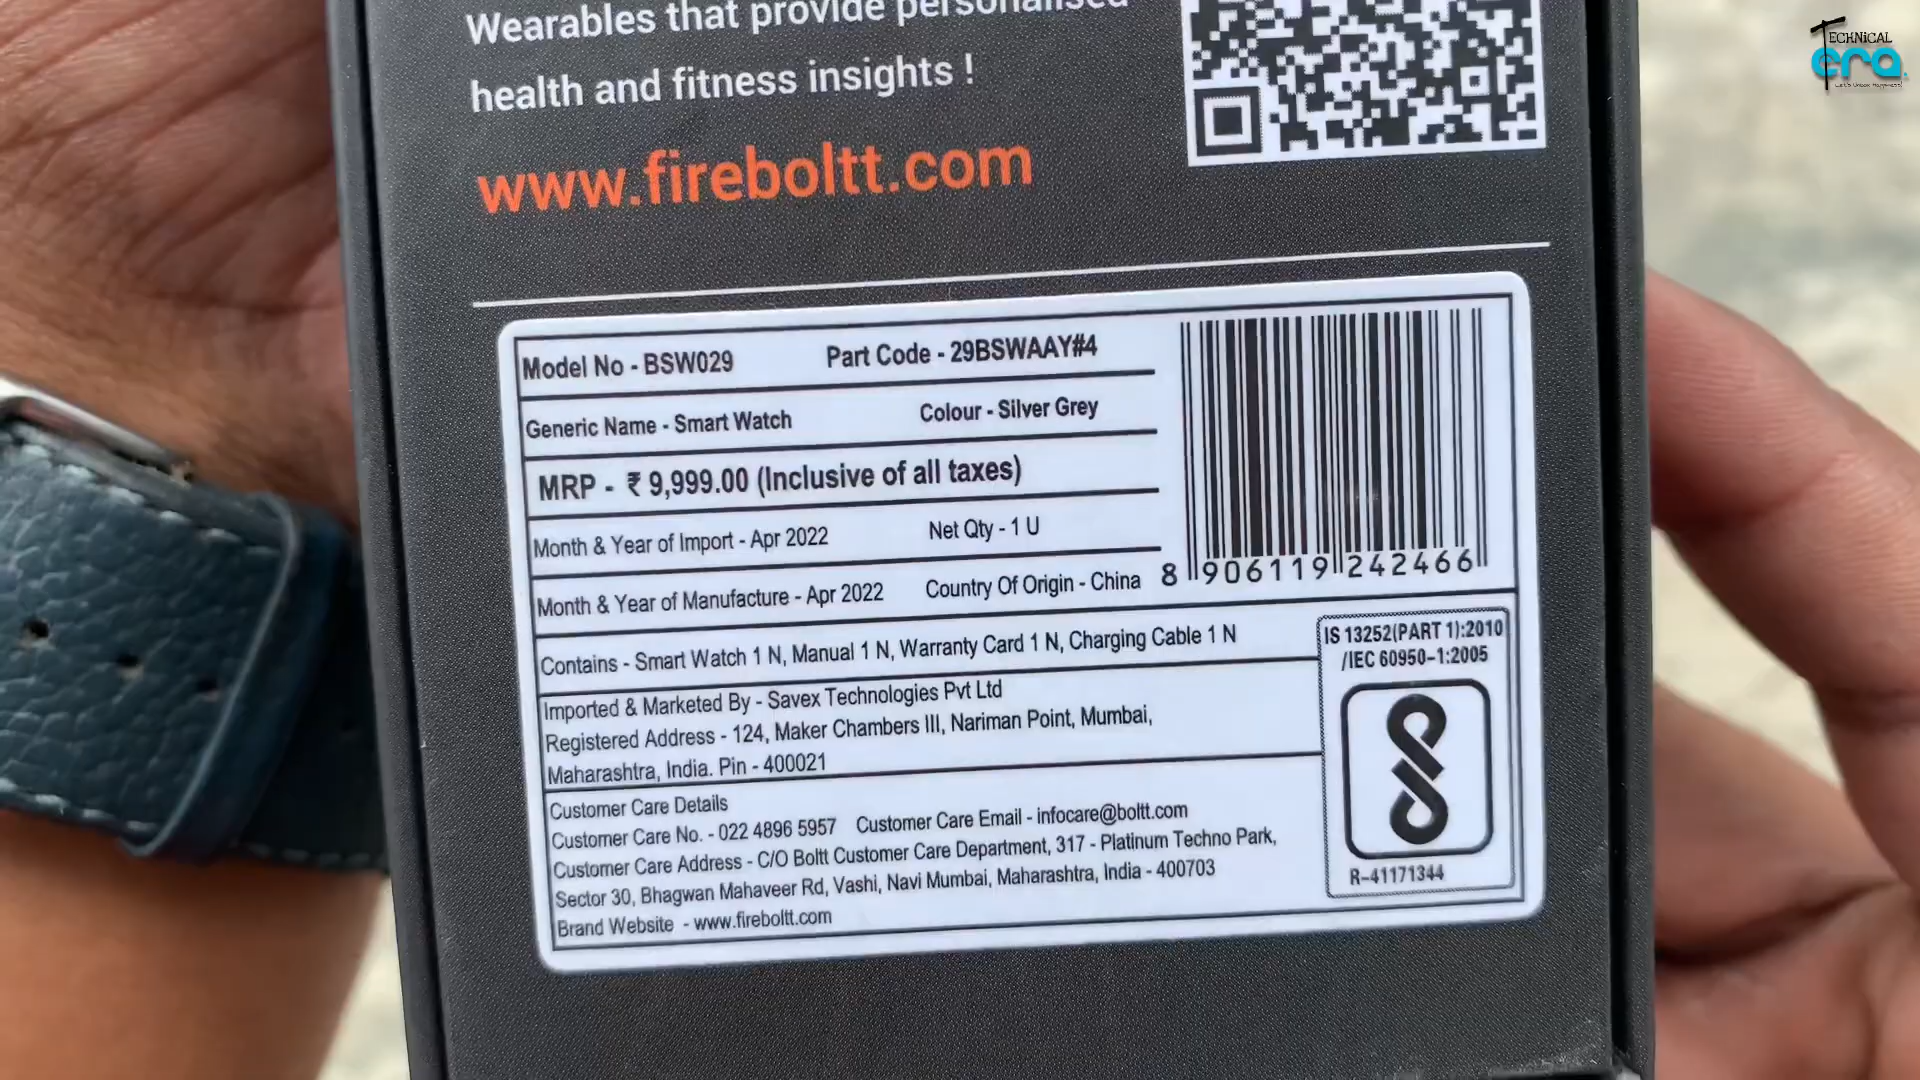 Wearables that provide personalised
health and fitness insights !
www.fireboltt.com
Model No - BSW029 Part Code - 29BSWAAY#4
Generic Name - Smart Watch Colour - Silver Grey
MRP - ₹ 9,999.00 (Inclusive of all taxes)
Month & Year of Import - Apr 2022 Net Qty - 1 U
Month & Year of Manufacture - Apr 2022 Country Of Origin - China
8 906119 242466
Contains - Smart Watch 1 N, Manual 1 N, Warranty Card 1 N, Charging Cable 1 N
Imported & Marketed By - Savex Technologies Pvt Ltd
Registered Address - 124, Maker Chambers III, Nariman Point, Mumbai,
Maharashtra, India. Pin - 400021
Customer Care Details
Customer Care No. - 022 4896 5957 Customer Care Email - infocare@boltt.com
Customer Care Address - C/O Boltt Customer Care Department, 317 - Platinum Techno Park,
Sector 30, Bhagwan Mahaveer Rd, Vashi, Navi Mumbai, Maharashtra, India - 400703
Brand Website - www.fireboltt.com
IS 13252(PART 1):2010
/IEC 60950-1:2005
R-41171344
TECHNiCAL
era
Let's Unbox Happiness!